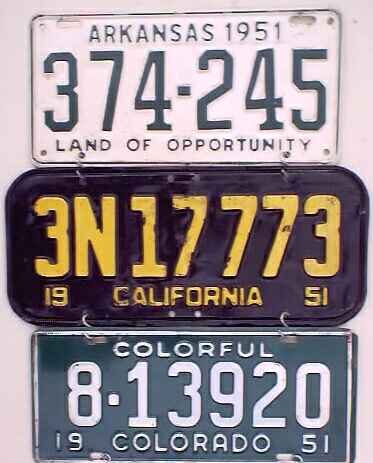 ARKANSAS 1951
374-245
LAND OF OPPORTUNITY
3N17773
19 CALIFORNIA 51
COLORFUL
8-13920
19 COLORADO 51